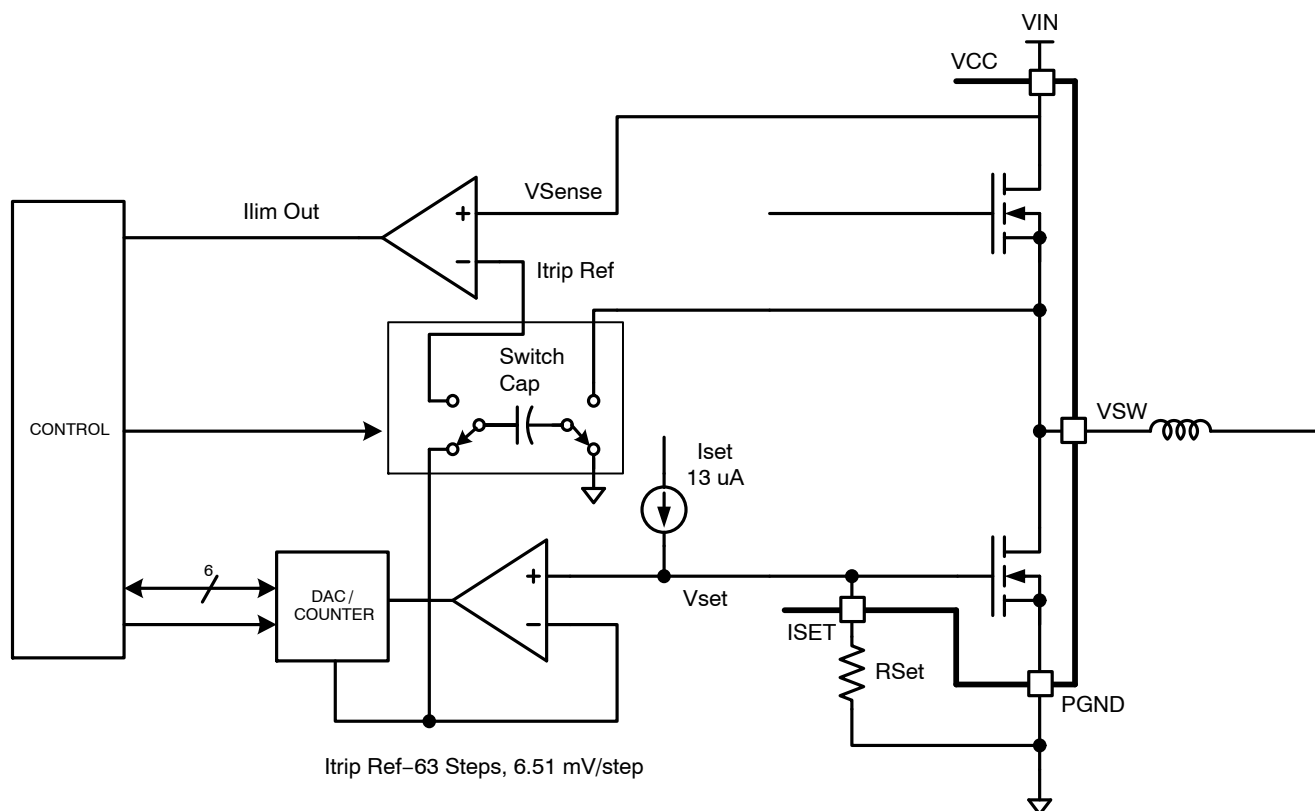 VIN
VCC
VSense
Ilim Out
Itrip Ref
Switch
Cap
CONTROL
VSW
Iset
13 uA
6
DAC /
COUNTER
Vset
ISET
RSet
PGND
Itrip Ref−63 Steps, 6.51 mV/step